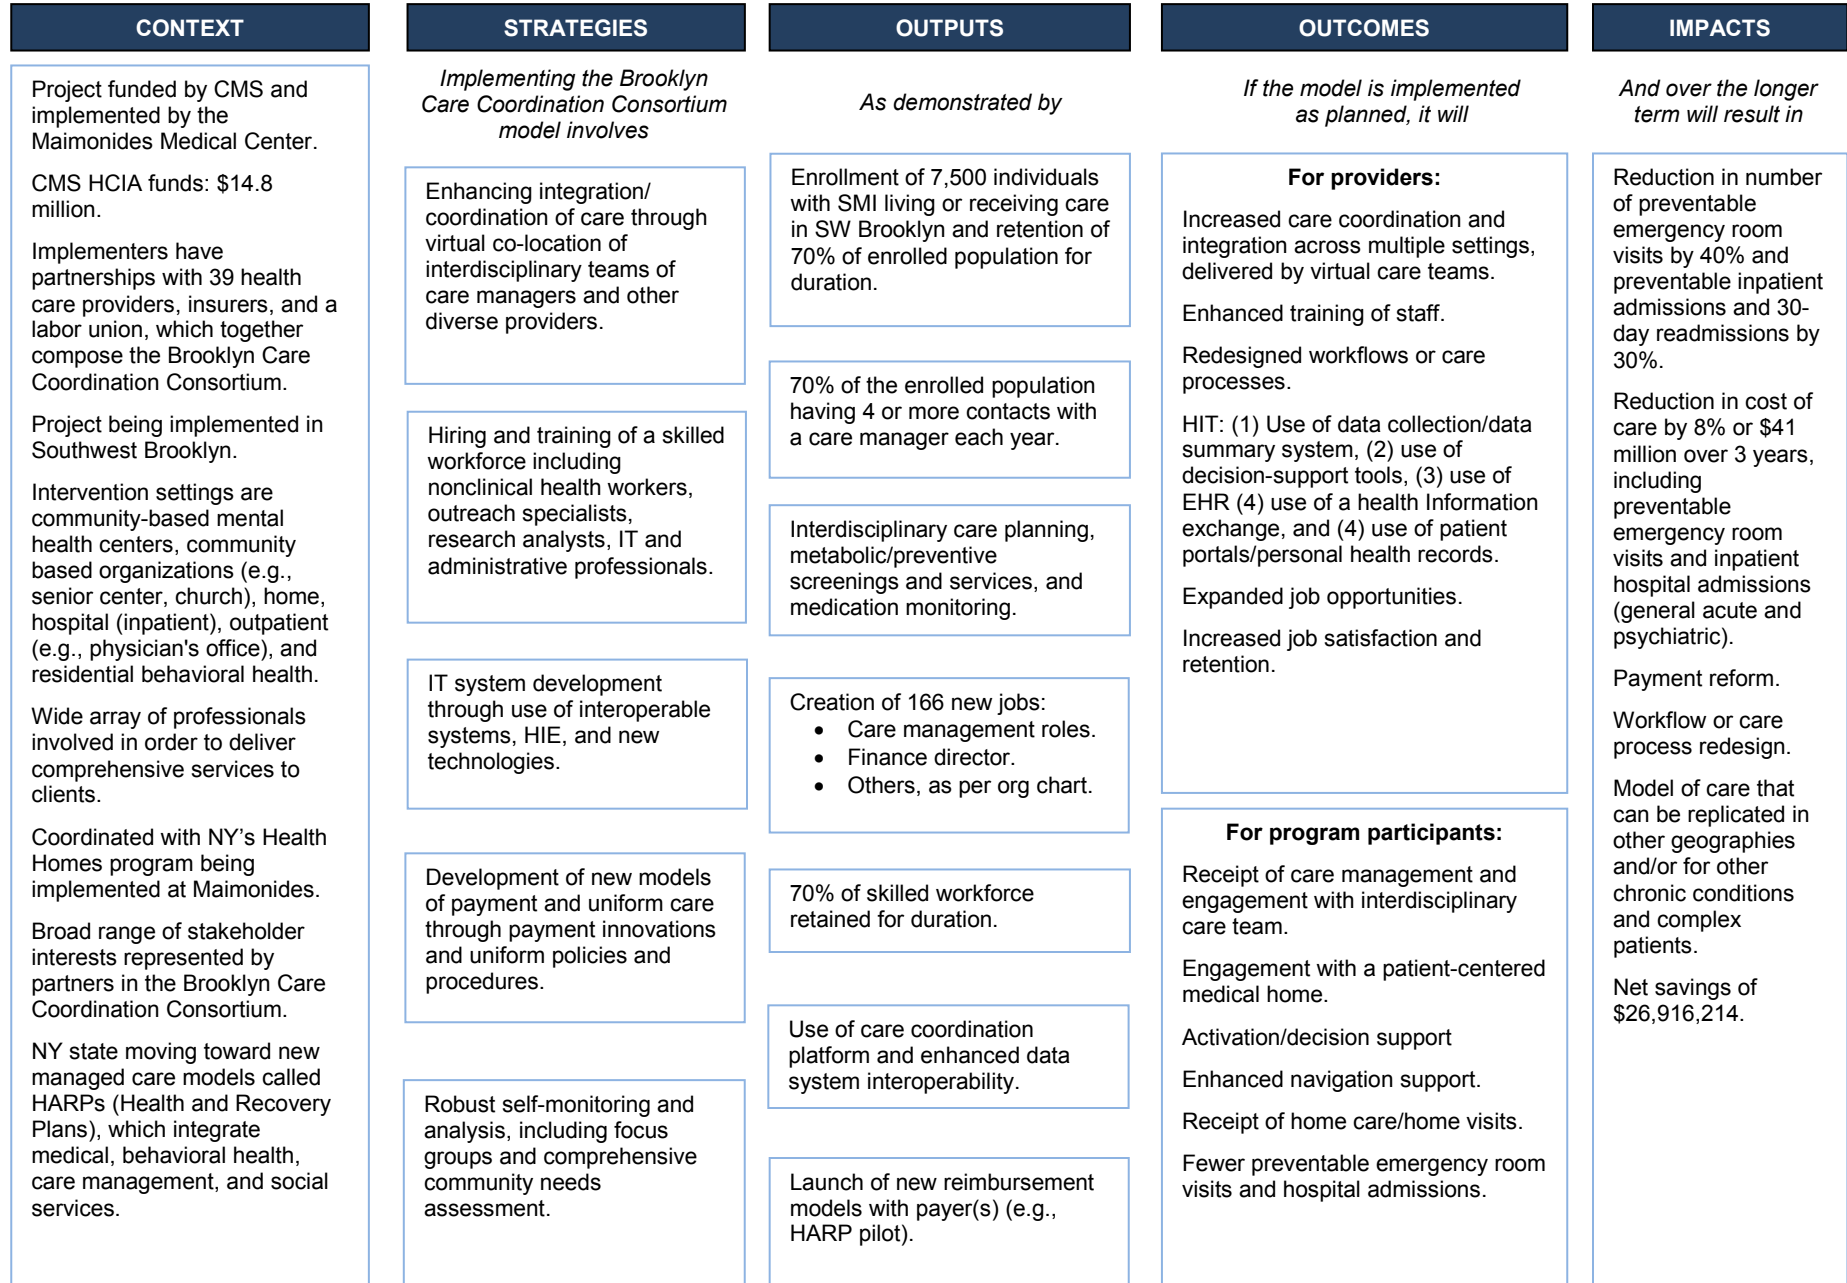 CONTEXT
Project funded by CMS and
implemented by the
Maimonides Medical Center.
CMS HCIA funds: $14.8
million.
Implementers have
partnerships with 39 health
care providers, insurers, and a
labor union, which together
compose the Brooklyn Care
Coordination Consortium.
Project being implemented in
Southwest Brooklyn.
Intervention settings are
community-based mental
health centers, community
based organizations (e.g.,
senior center, church), home,
hospital (inpatient), outpatient
(e.g., physician's office), and
residential behavioral health.
Wide array of professionals
involved in order to deliver
comprehensive services to
clients.
Coordinated with NY’s Health
Homes program being
implemented at Maimonides.
Broad range of stakeholder
interests represented by
partners in the Brooklyn Care
Coordination Consortium.
NY state moving toward new
managed care models called
HARPs (Health and Recovery
Plans), which integrate
medical, behavioral health,
care management, and social
services.
STRATEGIES
Implementing the Brooklyn
Care Coordination Consortium
model involves
Enhancing integration/
coordination of care through
virtual co-location of
interdisciplinary teams of
care managers and other
diverse providers.
Hiring and training of a skilled
workforce including
nonclinical health workers,
outreach specialists,
research analysts, IT and
administrative professionals.
IT system development
through use of interoperable
systems, HIE, and new
technologies.
Development of new models
of payment and uniform care
through payment innovations
and uniform policies and
procedures.
Robust self-monitoring and
analysis, including focus
groups and comprehensive
community needs
assessment.
OUTPUTS
As demonstrated by
Enrollment of 7,500 individuals
with SMI living or receiving care
in SW Brooklyn and retention of
70% of enrolled population for
duration.
70% of the enrolled population
having 4 or more contacts with
a care manager each year.
Interdisciplinary care planning,
metabolic/preventive
screenings and services, and
medication monitoring.
Creation of 166 new jobs:
• Care management roles.
• Finance director.
• Others, as per org chart.
70% of skilled workforce
retained for duration.
Use of care coordination
platform and enhanced data
system interoperability.
Launch of new reimbursement
models with payer(s) (e.g.,
HARP pilot).
OUTCOMES
If the model is implemented
as planned, it will
For providers:
Increased care coordination and
integration across multiple settings,
delivered by virtual care teams.
Enhanced training of staff.
Redesigned workflows or care
processes.
HIT: (1) Use of data collection/data
summary system, (2) use of
decision-support tools, (3) use of
EHR (4) use of a health Information
exchange, and (4) use of patient
portals/personal health records.
Expanded job opportunities.
Increased job satisfaction and
retention.
For program participants:
Receipt of care management and
engagement with interdisciplinary
care team.
Engagement with a patient-centered
medical home.
Activation/decision support
Enhanced navigation support.
Receipt of home care/home visits.
Fewer preventable emergency room
visits and hospital admissions.
IMPACTS
And over the longer
term will result in
Reduction in number
of preventable
emergency room
visits by 40% and
preventable inpatient
admissions and 30-
day readmissions by
30%.
Reduction in cost of
care by 8% or $41
million over 3 years,
including
preventable
emergency room
visits and inpatient
hospital admissions
(general acute and
psychiatric).
Payment reform.
Workflow or care
process redesign.
Model of care that
can be replicated in
other geographies
and/or for other
chronic conditions
and complex
patients.
Net savings of
$26,916,214.